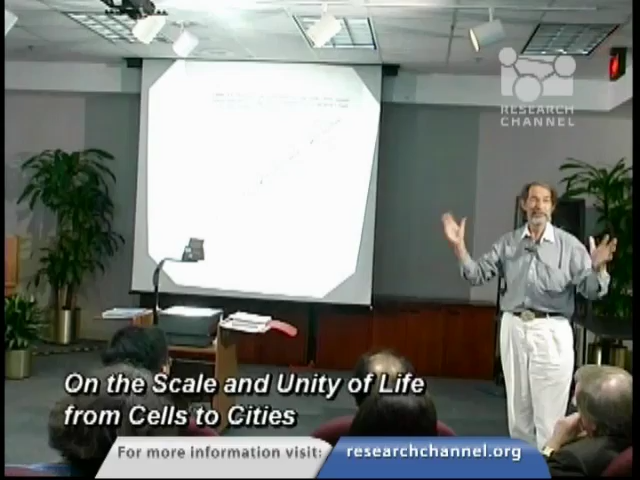 RESEARCH
CHANNEL
On the Scale and Unity of Life
from Cells to Cities
For more information visit:
researchchannel.org